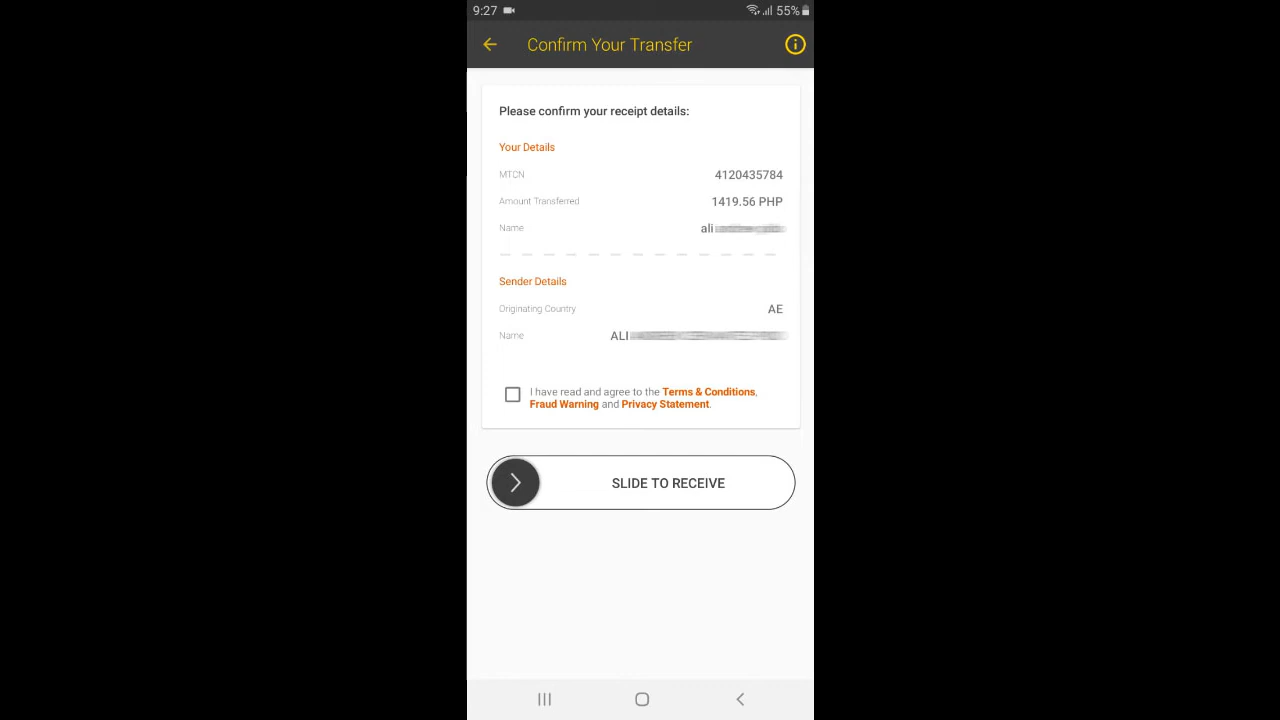 9:27 55%
Confirm Your Transfer
Please confirm your receipt details:
Your Details
MTCN 4120435784
Amount Transferred 1419.56 PHP
Name ali
Sender Details
Originating Country AE
Name ALI
I have read and agree to the Terms & Conditions,
Fraud Warning and Privacy Statement.
SLIDE TO RECEIVE